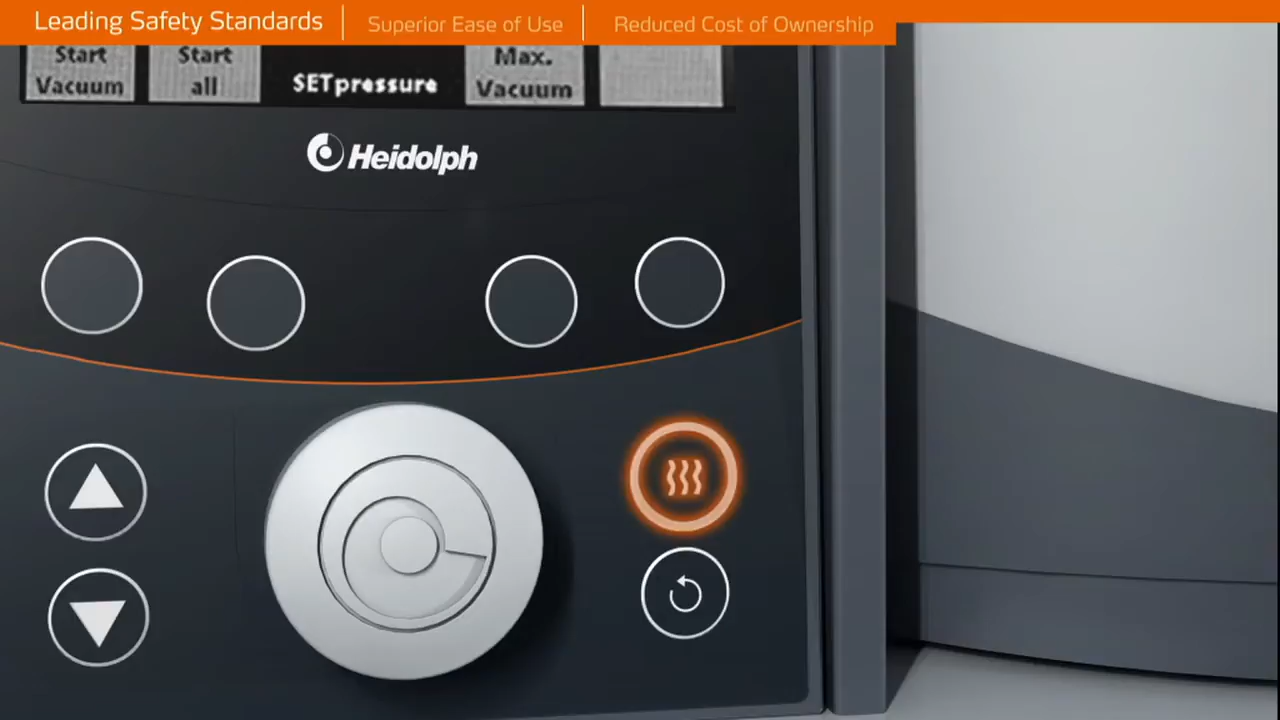 Leading Safety Standards
Superior Ease of Use
Reduced Cost of Ownership
Start
Vacuum
Start
all
SETpressure
Max.
Vacuum
Heidolph